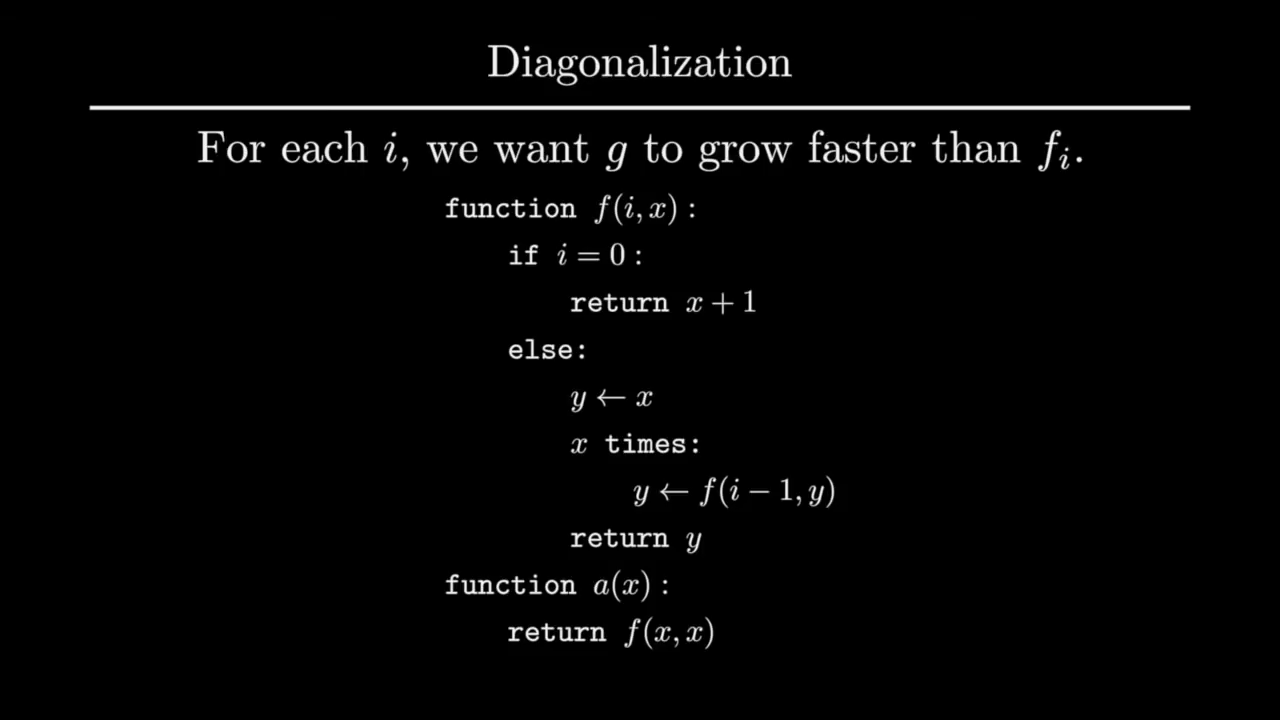 Diagonalization
For each i, we want g to grow faster than fᵢ.
function f(i, x):
if i = 0:
return x + 1
else:
y ← x
x times:
y ← f(i − 1, y)
return y
function a(x):
return f(x, x)